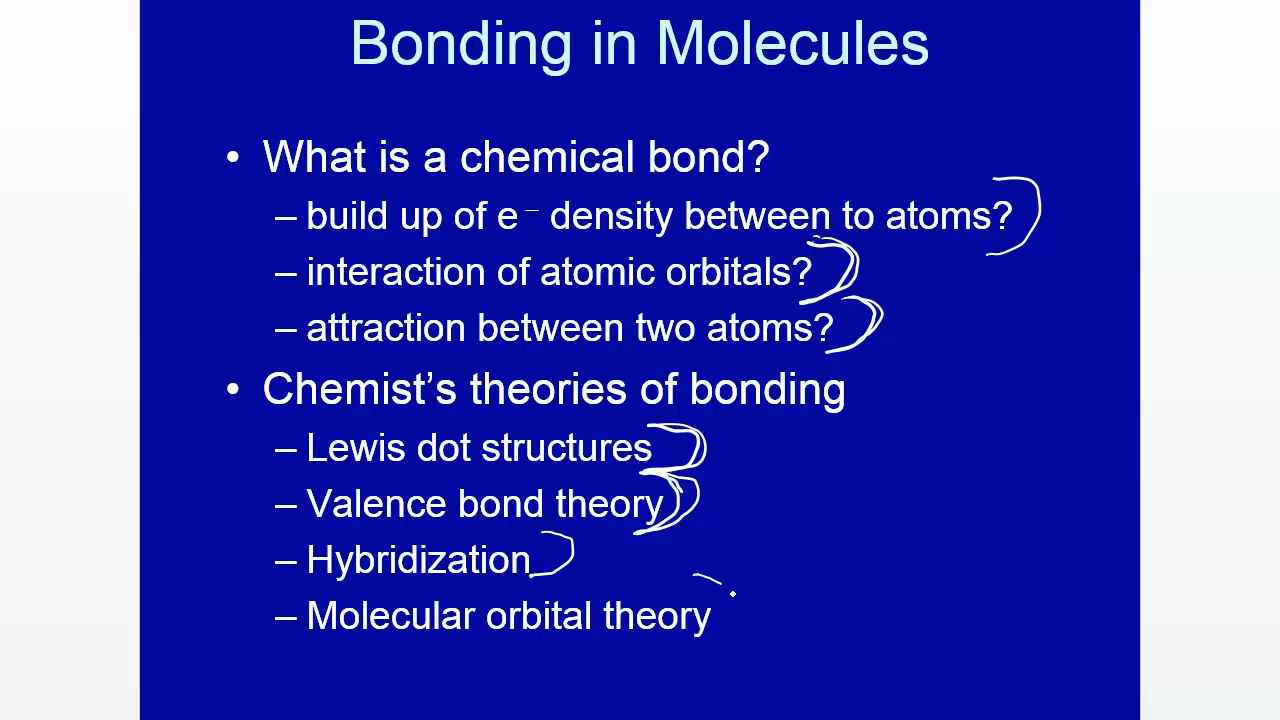 Bonding in Molecules
• What is a chemical bond?
– build up of e⁻ density between to atoms?
– interaction of atomic orbitals?
– attraction between two atoms?
• Chemist’s theories of bonding
– Lewis dot structures
– Valence bond theory
– Hybridization
– Molecular orbital theory